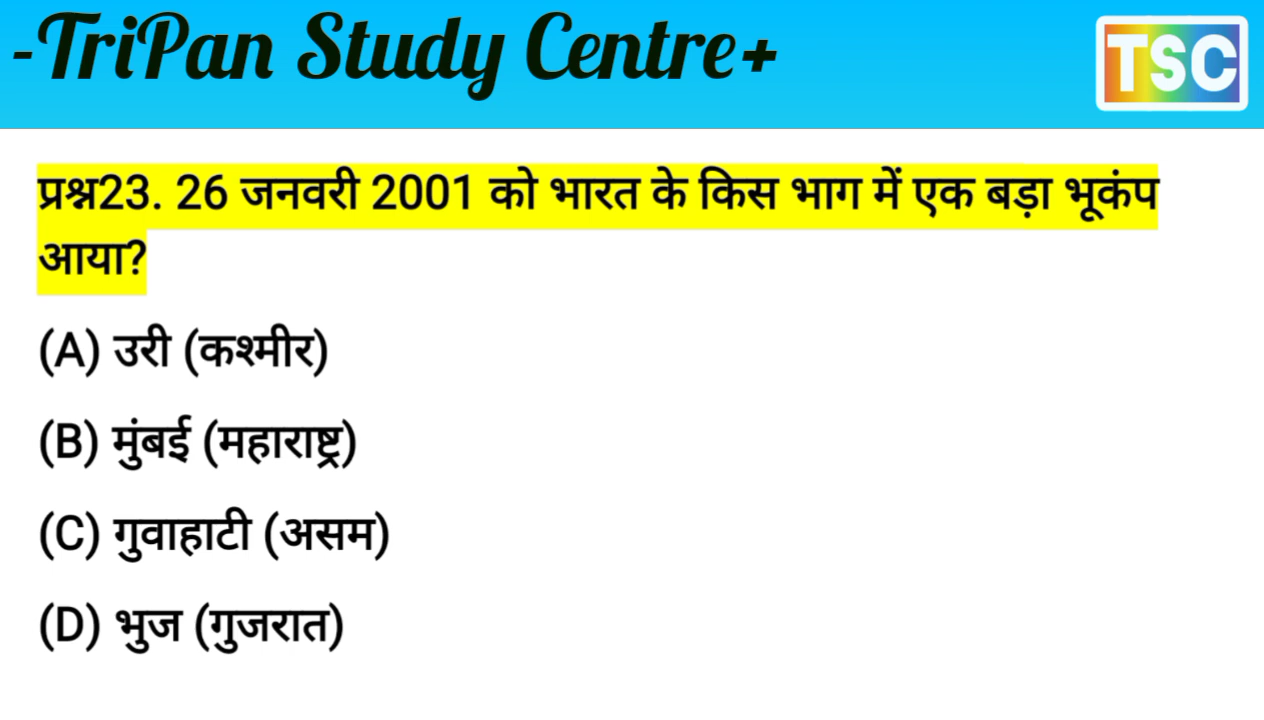 -TriPan Study Centre+
TSC
प्रश्न23. 26 जनवरी 2001 को भारत के किस भाग में एक बड़ा भूकंप
आया?
(A) उरी (कश्मीर)
(B) मुंबई (महाराष्ट्र)
(C) गुवाहाटी (असम)
(D) भुज (गुजरात)